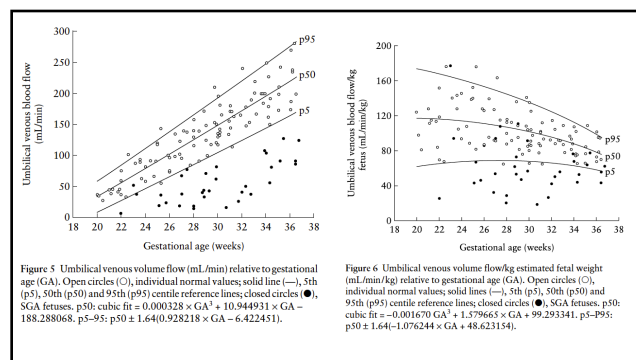 300
250
200
150
100
50
0
18 20 22 24 26 28 30 32 34 36 38
Umbilical venous blood flow
(mL/min)
Gestational age (weeks)
p95
p50
p5
Figure 5 Umbilical venous volume flow (mL/min) relative to gestational
age (GA). Open circles (○), individual normal values; solid line (—), 5th
(p5), 50th (p50) and 95th (p95) centile reference lines; closed circles (●),
SGA fetuses. p50: cubic fit = 0.000328 × GA³ + 10.944931 × GA –
188.288068. p5–95: p50 ± 1.64(0.928218 × GA – 6.422451).
200
160
120
80
40
0
18 20 22 24 26 28 30 32 34 36 38
Umbilical venous blood flow/kg
fetus (mL/min/kg)
Gestational age (weeks)
p95
p50
p5
Figure 6 Umbilical venous volume flow/kg estimated fetal weight
(mL/min/kg) relative to gestational age (GA). Open circles (○),
individual normal values; solid lines (—), 5th (p5), 50th (p50) and
95th (p95) centile reference lines; closed circles (●), SGA fetuses. p50:
cubic fit = –0.001670 GA³ + 1.579665 × GA + 99.293341. p5–P95:
p50 ± 1.64(–1.076244 × GA + 48.623154).